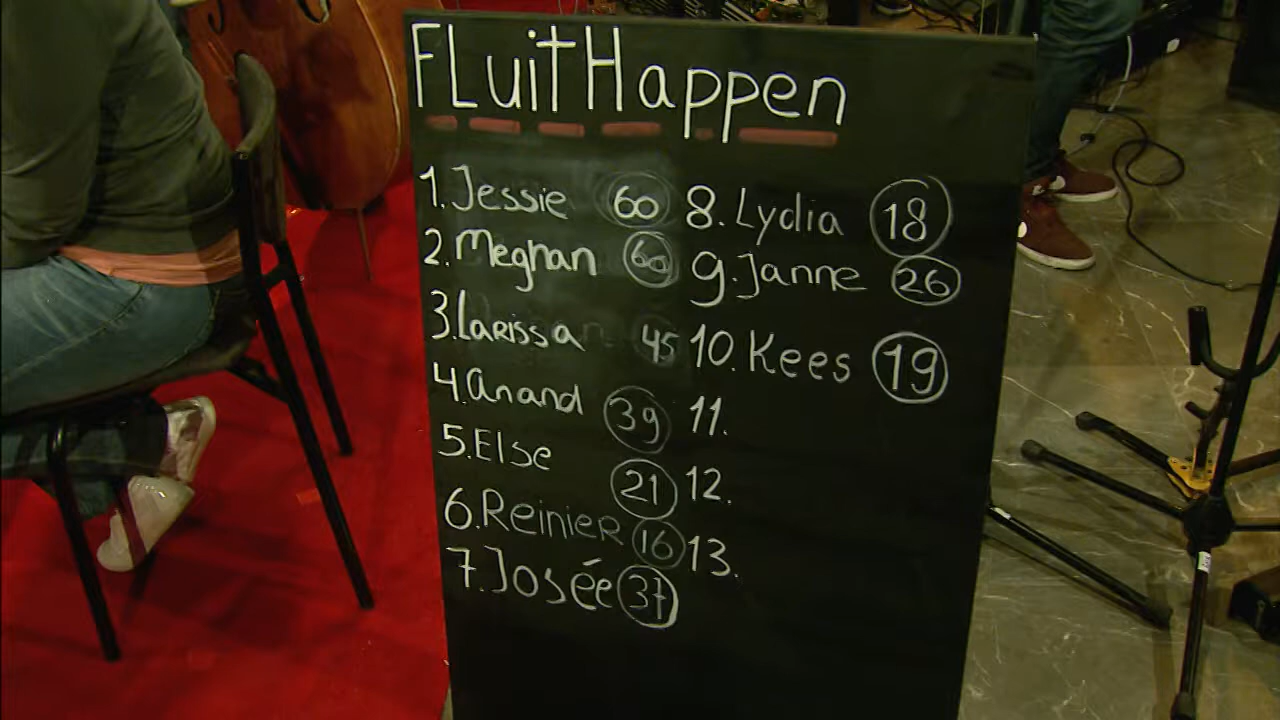 FLuitHappen
1. Jessie 60
2. Meghan 60
3. Larissa 45
4. Anand 39
5. Else 21
6. Reinier 16
7. Josée 37
8. Lydia 18
9. Janne 26
10. Kees 19
11.
12.
13.